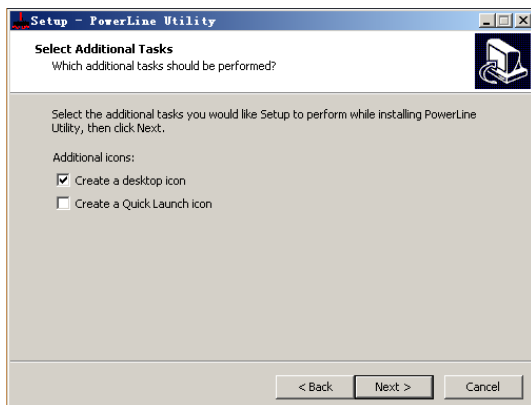 Setup - PowerLine Utility
Select Additional Tasks
Which additional tasks should be performed?
Select the additional tasks you would like Setup to perform while installing PowerLine
Utility, then click Next.
Additional icons:
Create a desktop icon
Create a Quick Launch icon
< Back
Next >
Cancel